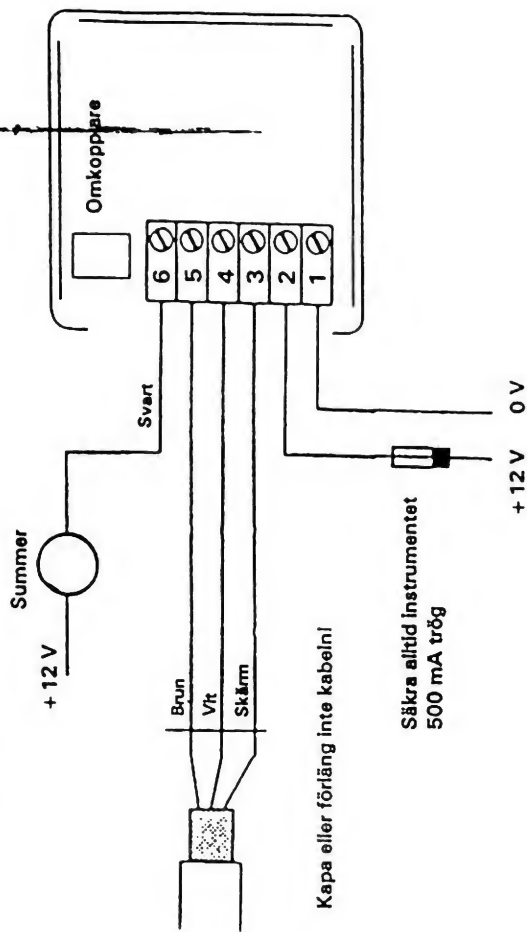 Summer
+ 12 V
Svart
Omkopplare
6
5
4
3
2
1
Brun
Vit
Skärm
Kapa eller förläng inte kabeln!
Säkra alltid instrumentet
500 mA trög
+ 12 V
0 V